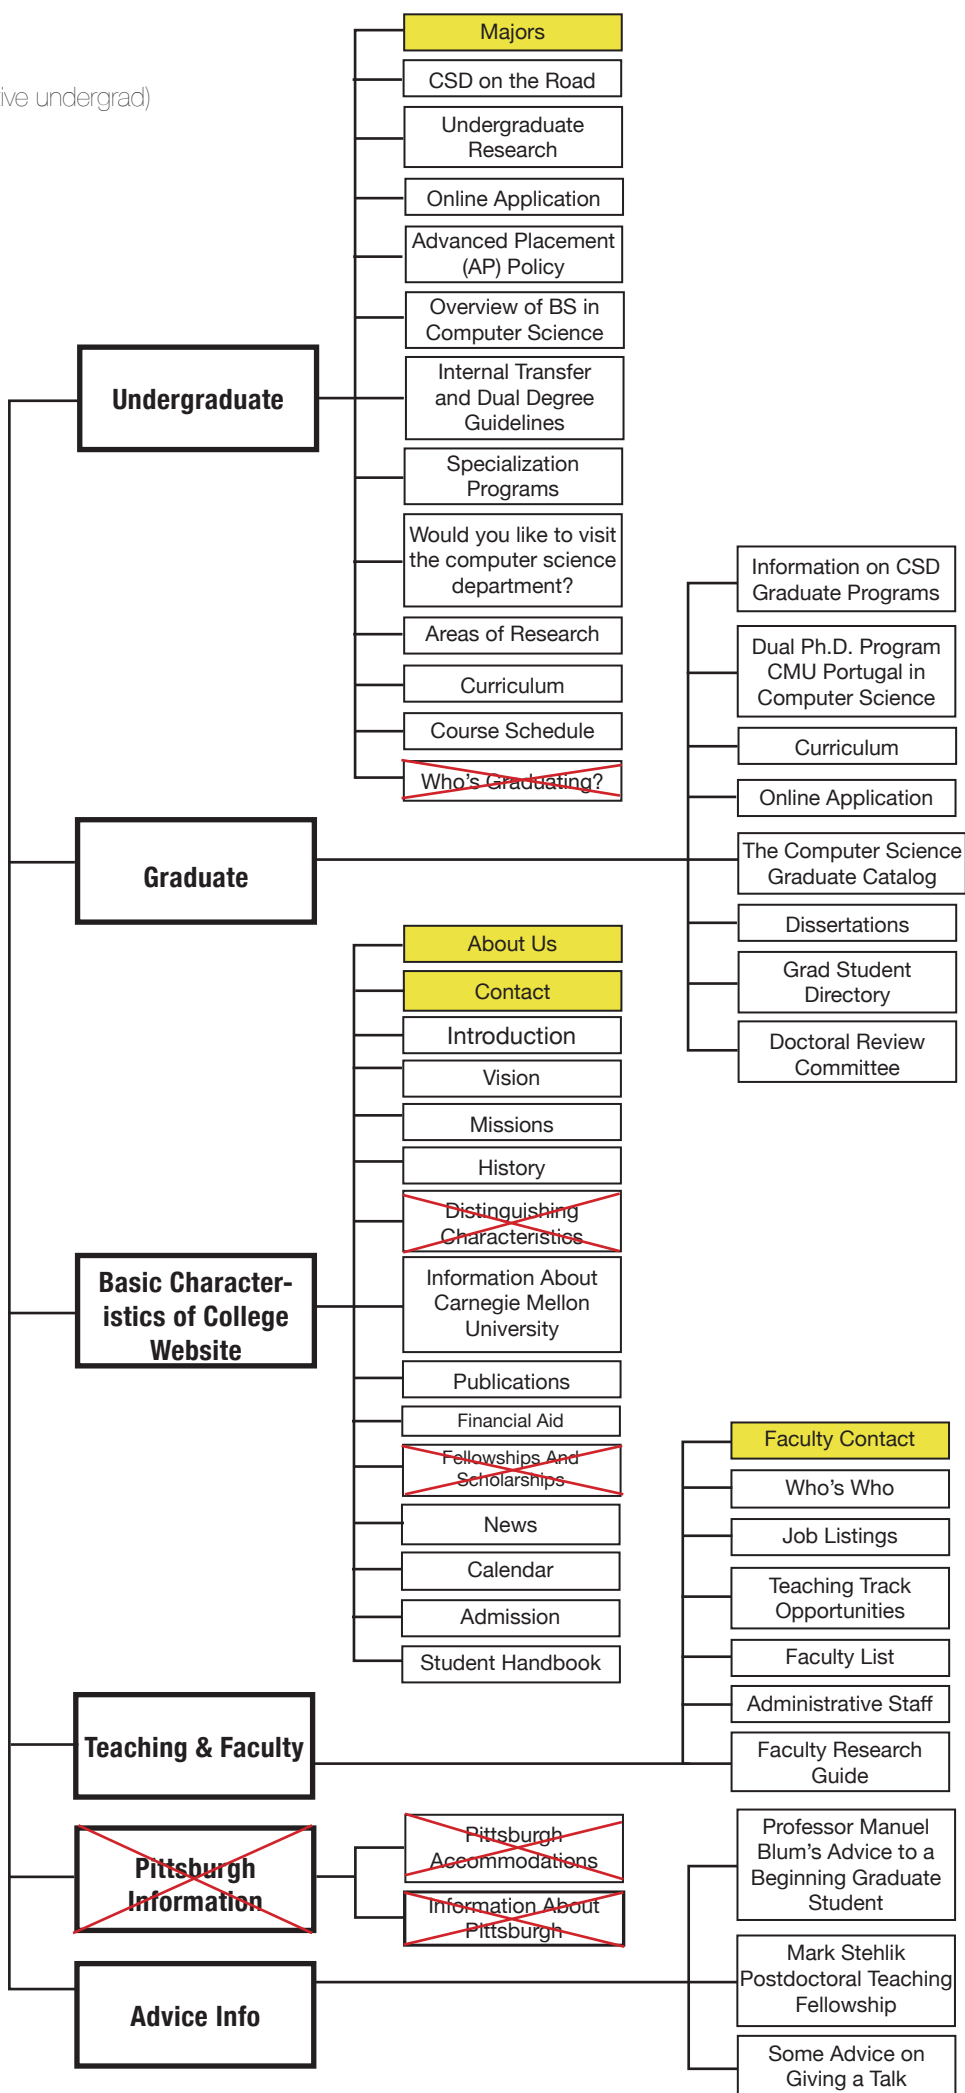 tive undergrad)
Majors
CSD on the Road
Undergraduate
Research
Online Application
Advanced Placement
(AP) Policy
Overview of BS in
Computer Science
Internal Transfer
and Dual Degree
Guidelines
Specialization
Programs
Would you like to visit
the computer science
department?
Areas of Research
Curriculum
Course Schedule
Who's Graduating?
Undergraduate
Graduate
Information on CSD
Graduate Programs
Dual Ph.D. Program
CMU Portugal in
Computer Science
Curriculum
Online Application
The Computer Science
Graduate Catalog
Dissertations
Grad Student
Directory
Doctoral Review
Committee
About Us
Contact
Introduction
Vision
Missions
History
Distinguishing
Characteristics
Information About
Carnegie Mellon
University
Publications
Financial Aid
Fellowships And
Scholarships
News
Calendar
Admission
Student Handbook
Basic Character-
istics of College
Website
Teaching & Faculty
Faculty Contact
Who's Who
Job Listings
Teaching Track
Opportunities
Faculty List
Administrative Staff
Faculty Research
Guide
Pittsburgh
Information
Pittsburgh
Accommodations
Information About
Pittsburgh
Advice Info
Professor Manuel
Blum's Advice to a
Beginning Graduate
Student
Mark Stehlik
Postdoctoral Teaching
Fellowship
Some Advice on
Giving a Talk